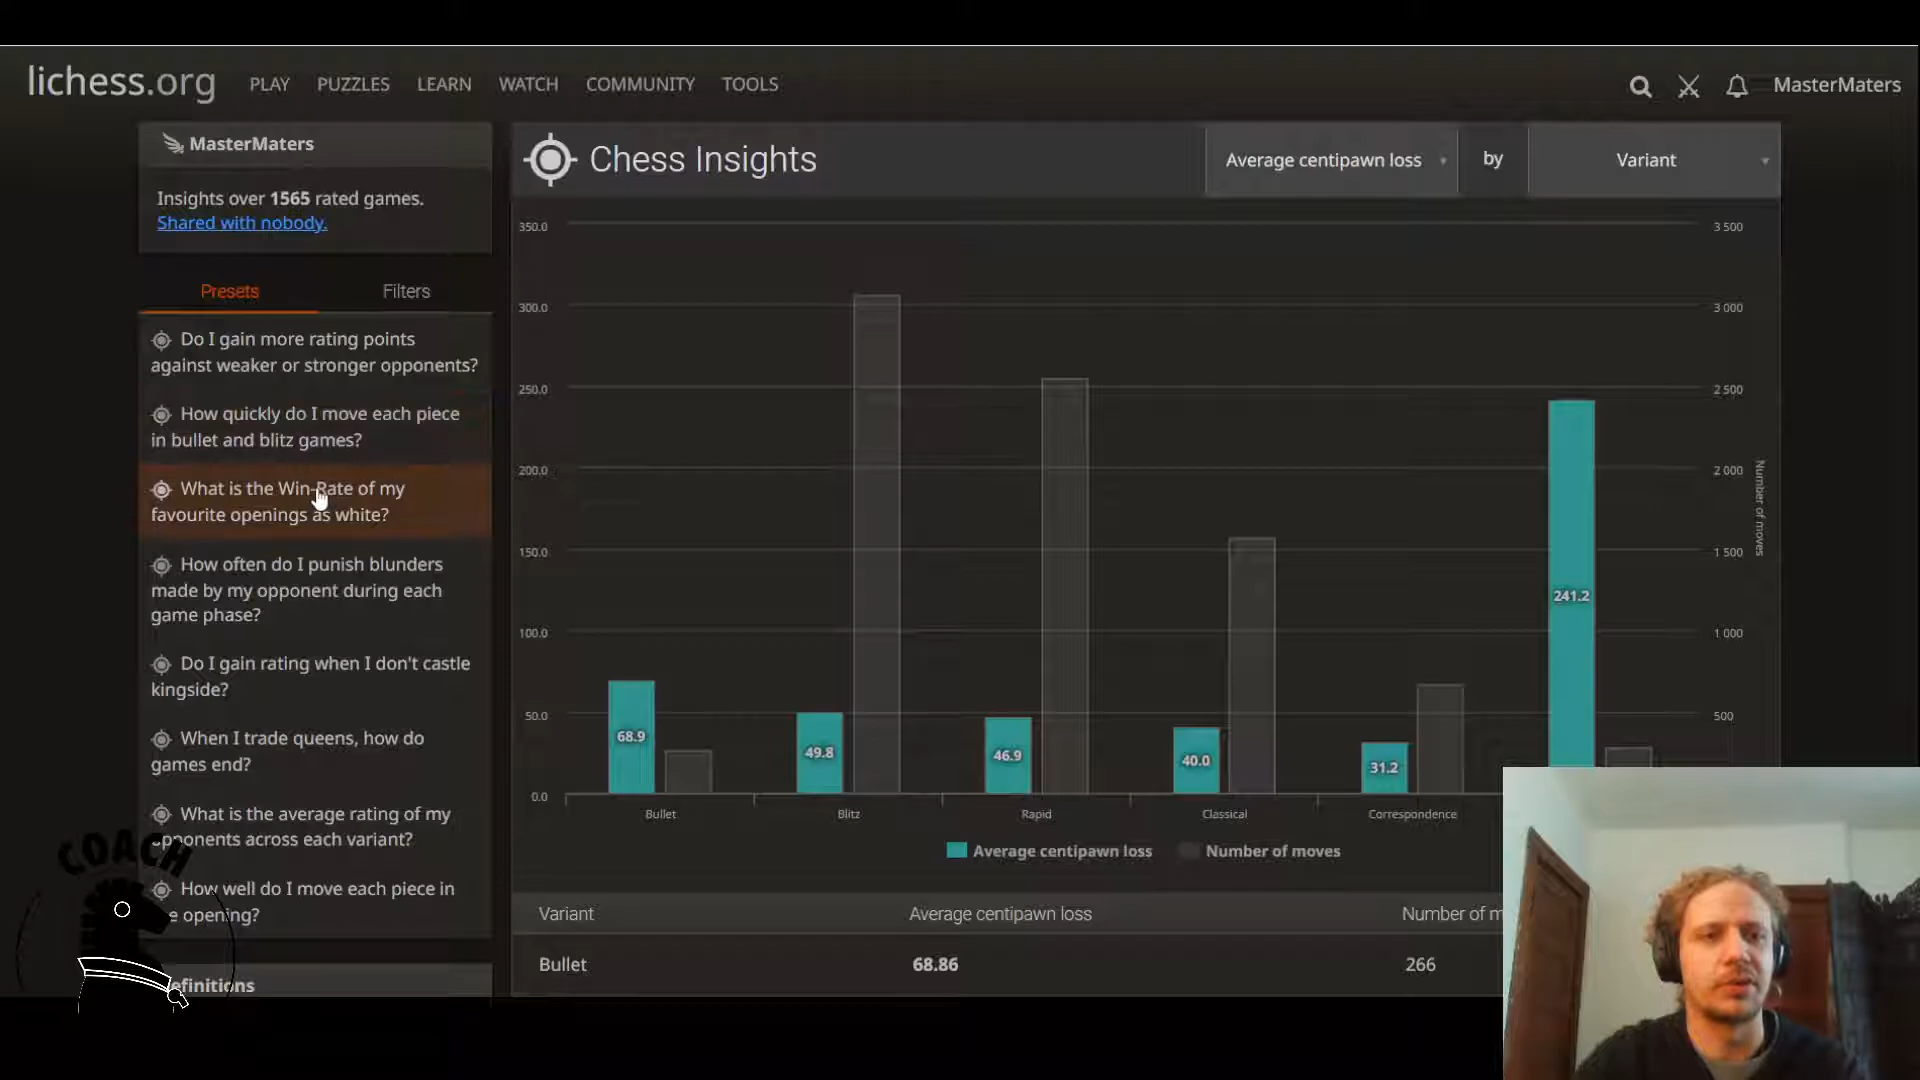 lichess.org PLAY PUZZLES LEARN WATCH COMMUNITY TOOLS MasterMaters
MasterMaters
Insights over 1565 rated games.
Shared with nobody.
Presets Filters
Do I gain more rating points
against weaker or stronger opponents?
How quickly do I move each piece
in bullet and blitz games?
What is the Win-Rate of my
favourite openings as white?
How often do I punish blunders
made by my opponent during each
game phase?
Do I gain rating when I don't castle
kingside?
When I trade queens, how do
games end?
What is the average rating of my
opponents across each variant?
How well do I move each piece in
opening?
COACH
efinitions
Chess Insights Average centipawn loss by Variant
350.0 3 500
300.0 3 000
250.0 2 500
200.0 2 000
150.0 1 500
100.0 1 000
50.0 500
0.0
Number of moves
241.2
68.9
49.8
46.9
40.0
31.2
Bullet Blitz Rapid Classical Correspondence
Average centipawn loss Number of moves
Variant Average centipawn loss Number of m
Bullet 68.86 266